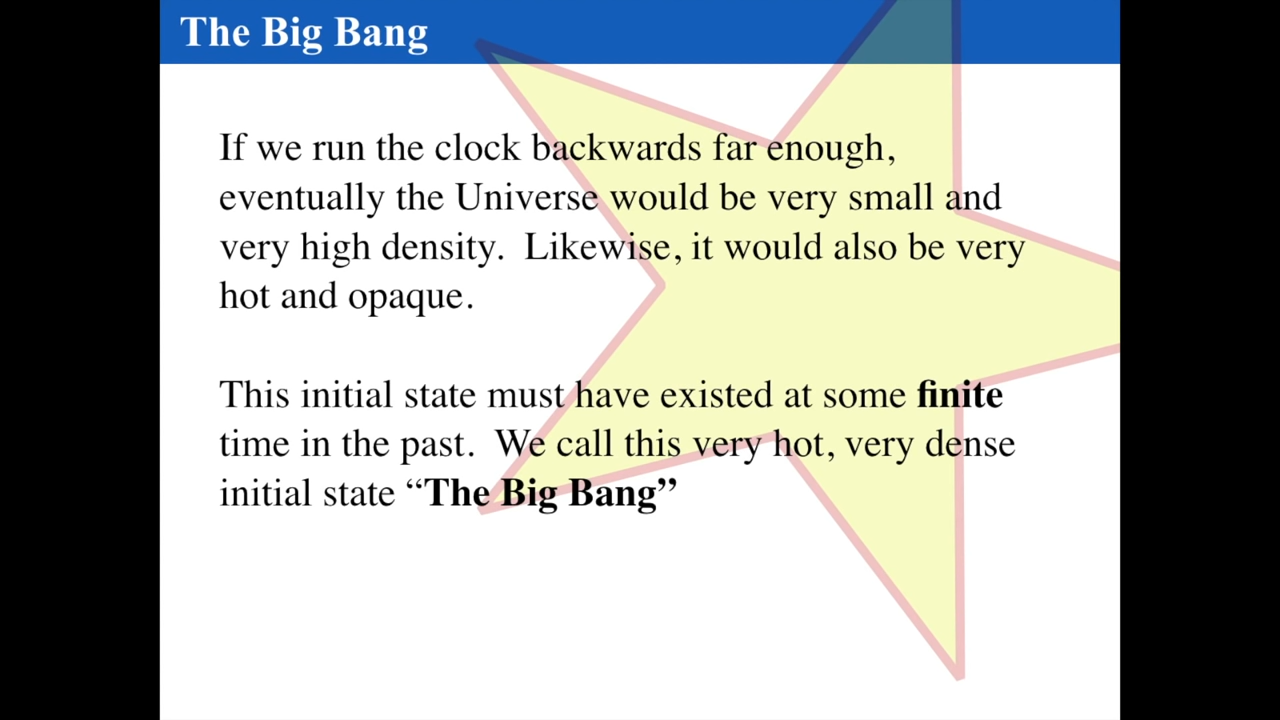 The Big Bang
If we run the clock backwards far enough,
eventually the Universe would be very small and
very high density.  Likewise, it would also be very
hot and opaque.
This initial state must have existed at some finite
time in the past.  We call this very hot, very dense
initial state “The Big Bang”